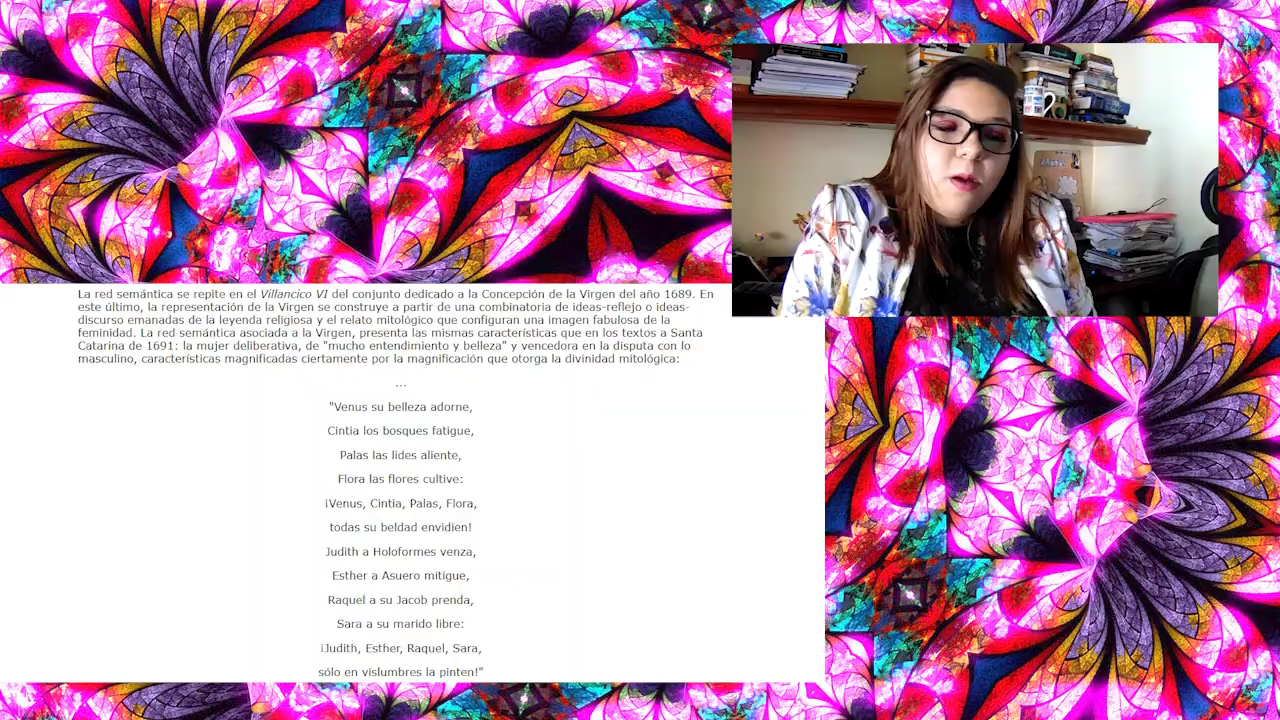 La red semántica se repite en el Villancico VI del conjunto dedicado a la Concepción de la Virgen del año 1689. En
este último, la representación de la Virgen se construye a partir de una combinatoria de ideas-reflejo o ideas-
discurso emanadas de la leyenda religiosa y el relato mitológico que configuran una imagen fabulosa de la
feminidad. La red semántica asociada a la Virgen, presenta las mismas características que en los textos a Santa
Catarina de 1691: la mujer deliberativa, de "mucho entendimiento y belleza" y vencedora en la disputa con lo
masculino, características magnificadas ciertamente por la magnificación que otorga la divinidad mitológica:
...
"Venus su belleza adorne,
Cintia los bosques fatigue,
Palas las lides aliente,
Flora las flores cultive:
¡Venus, Cintia, Palas, Flora,
todas su beldad envidien!
Judith a Holoformes venza,
Esther a Asuero mitigue,
Raquel a su Jacob prenda,
Sara a su marido libre:
¡Judith, Esther, Raquel, Sara,
sólo en vislumbres la pinten!"